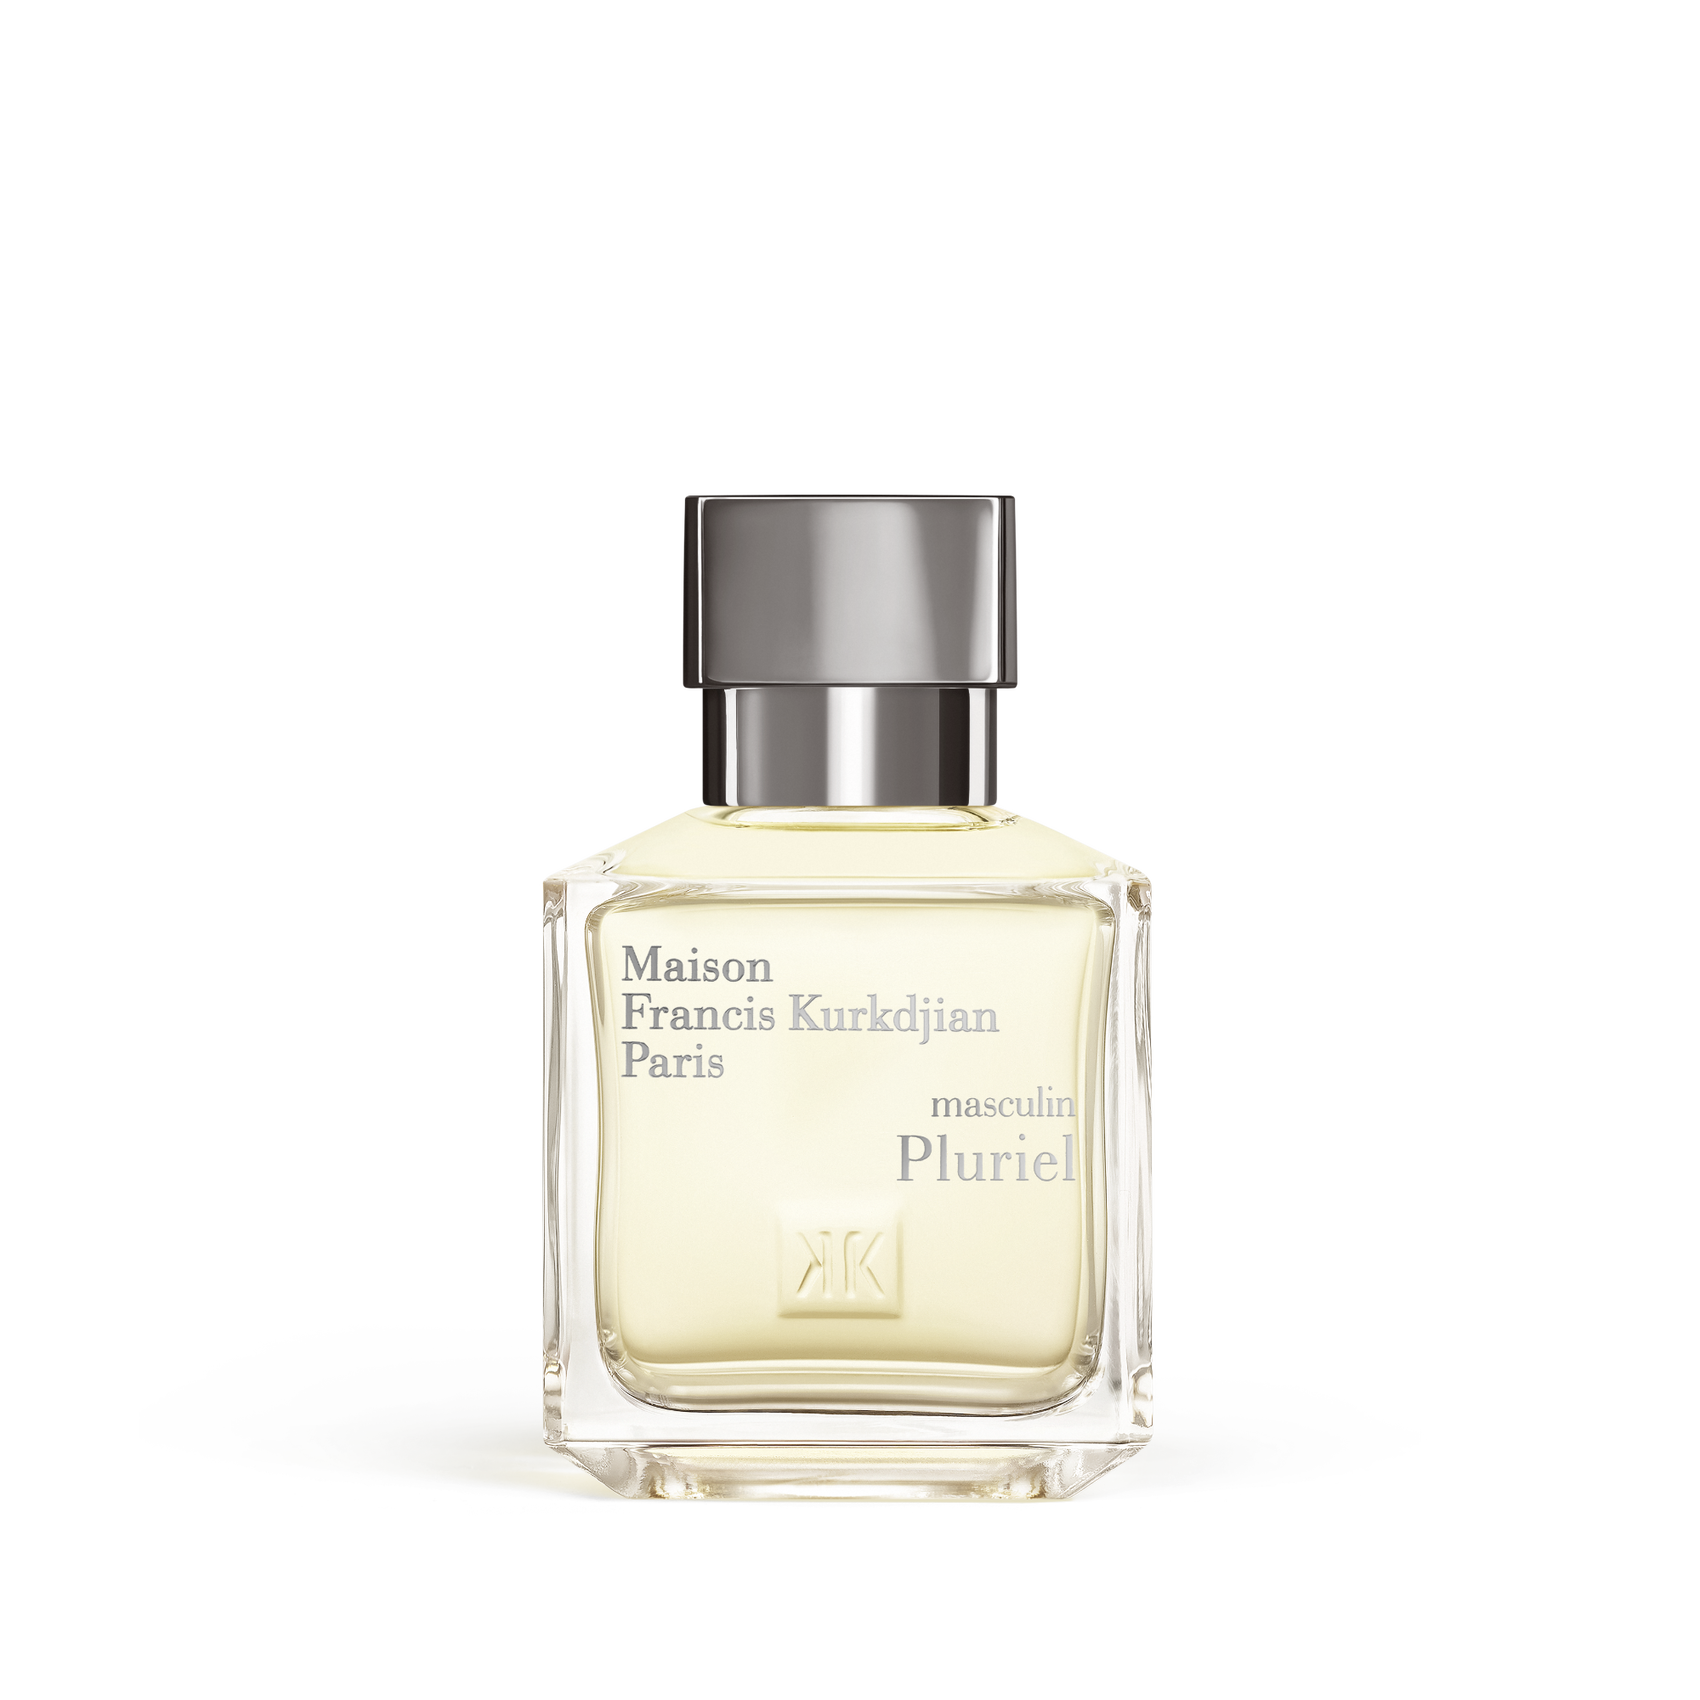 Maison
Francis Kurkdjian
Paris
masculin
Pluriel